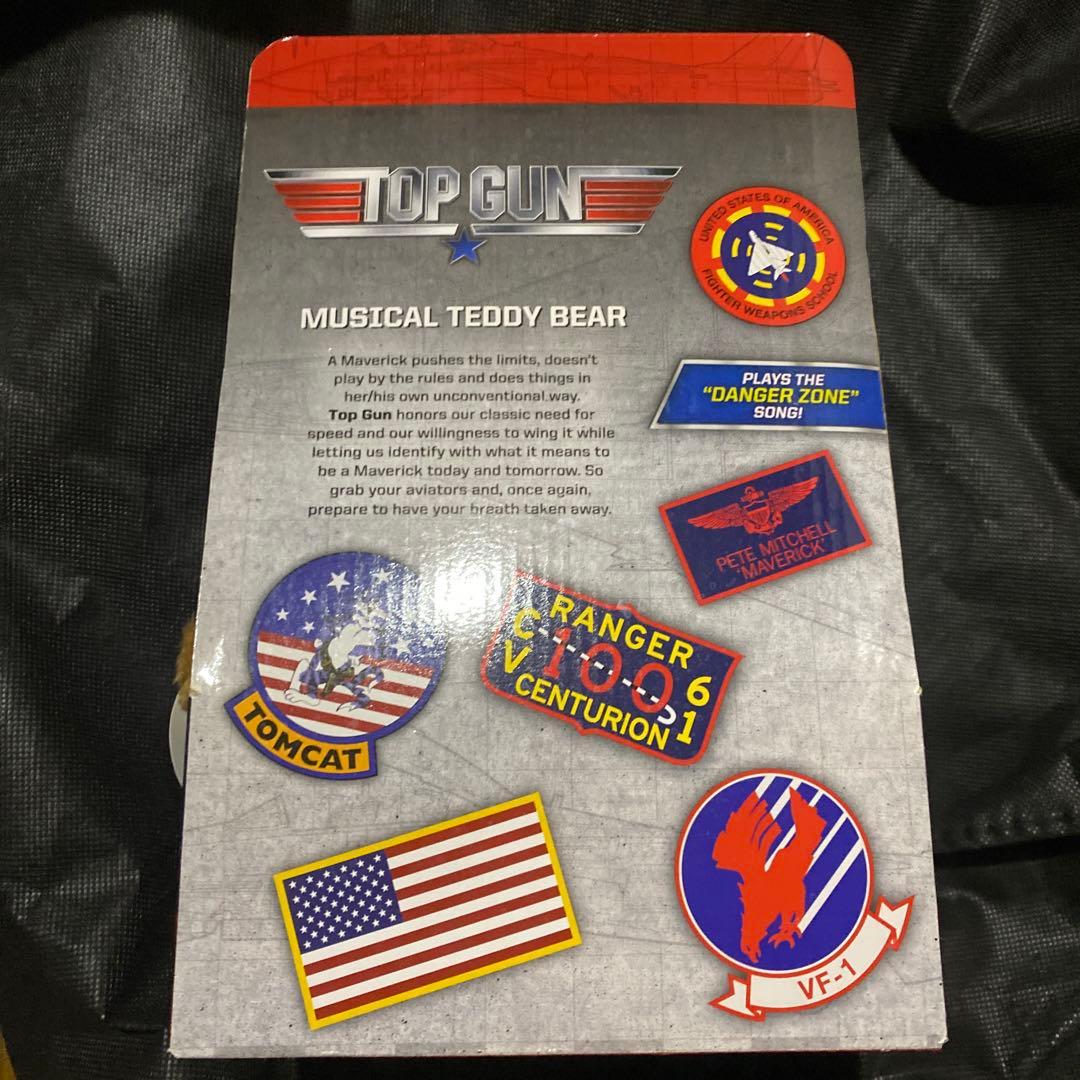 TOP GUN
UNITED STATES OF AMERICA
FIGHTER WEAPONS SCHOOL
MUSICAL TEDDY BEAR
A Maverick pushes the limits, doesn't
play by the rules and does things in
her/his own unconventional way.
Top Gun honors our classic need for
speed and our willingness to wing it while
letting us identify with what it means to
be a Maverick today and tomorrow. So
grab your aviators and, once again,
prepare to have your breath taken away.
PLAYS THE
"DANGER ZONE"
SONG!
PETE MITCHELL
'MAVERICK'
TOMCAT
RANGER
CV
100
61
CENTURION
VF-1